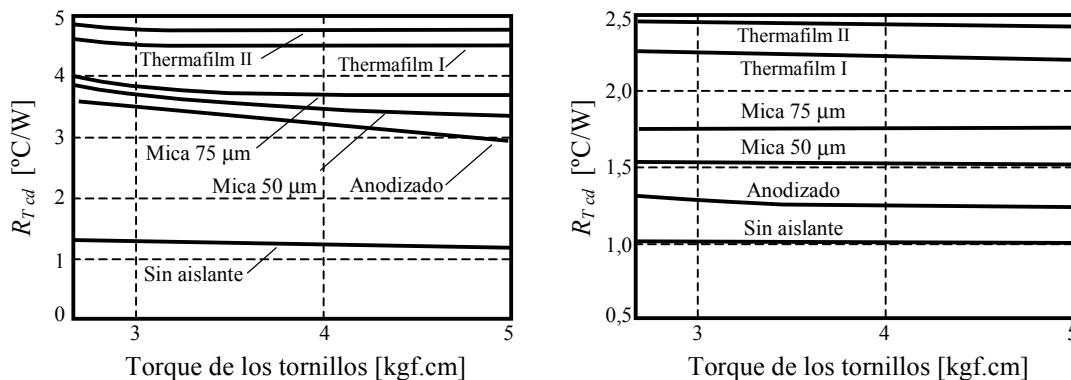 5
4
3
2
1
0
R_T cd [ºC/W]
Thermafilm II
Thermafilm I
Mica 75 μm
Mica 50 μm
Anodizado
Sin aislante
3
4
5
Torque de los tornillos [kgf.cm]
2,5
2,0
1,5
1,0
0,5
R_T cd [ºC/W]
Thermafilm II
Thermafilm I
Mica 75 μm
Mica 50 μm
Anodizado
Sin aislante
3
4
5
Torque de los tornillos [kgf.cm]